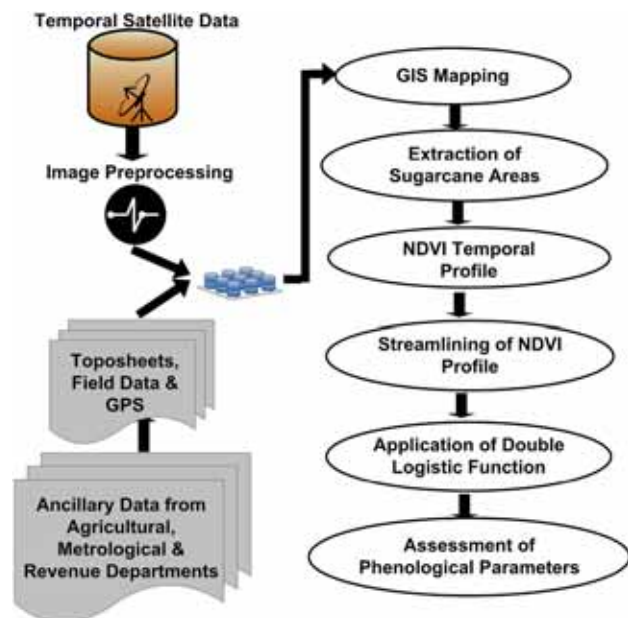 Temporal Satellite Data
Image Preprocessing
Toposheets,
Field Data &
GPS
Ancillary Data from
Agricultural,
Metrological &
Revenue Departments
GIS Mapping
Extraction of
Sugarcane Areas
NDVI Temporal
Profile
Streamlining of NDVI
Profile
Application of Double
Logistic Function
Assessment of
Phenological Parameters